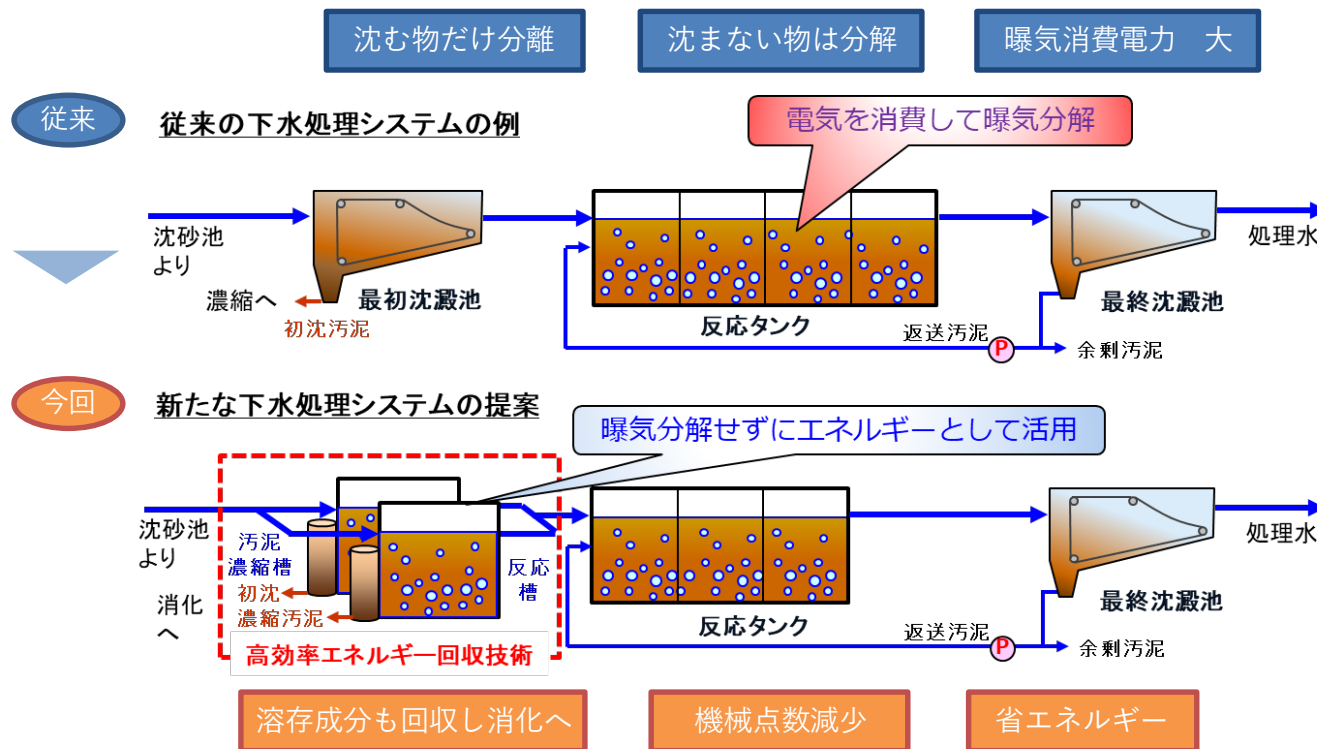 沈む物だけ分離
沈まない物は分解
曝気消費電力　大
従来
従来の下水処理システムの例
電気を消費して曝気分解
沈砂池
より
濃縮へ
初沈汚泥
最初沈澱池
反応タンク
返送汚泥
P
余剰汚泥
最終沈澱池
処理水
今回
新たな下水処理システムの提案
曝気分解せずにエネルギーとして活用
沈砂池
より
消化
へ
汚泥
濃縮槽
初沈
濃縮汚泥
反応
槽
高効率エネルギー回収技術
反応タンク
返送汚泥
P
余剰汚泥
最終沈澱池
処理水
溶存成分も回収し消化へ
機械点数減少
省エネルギー